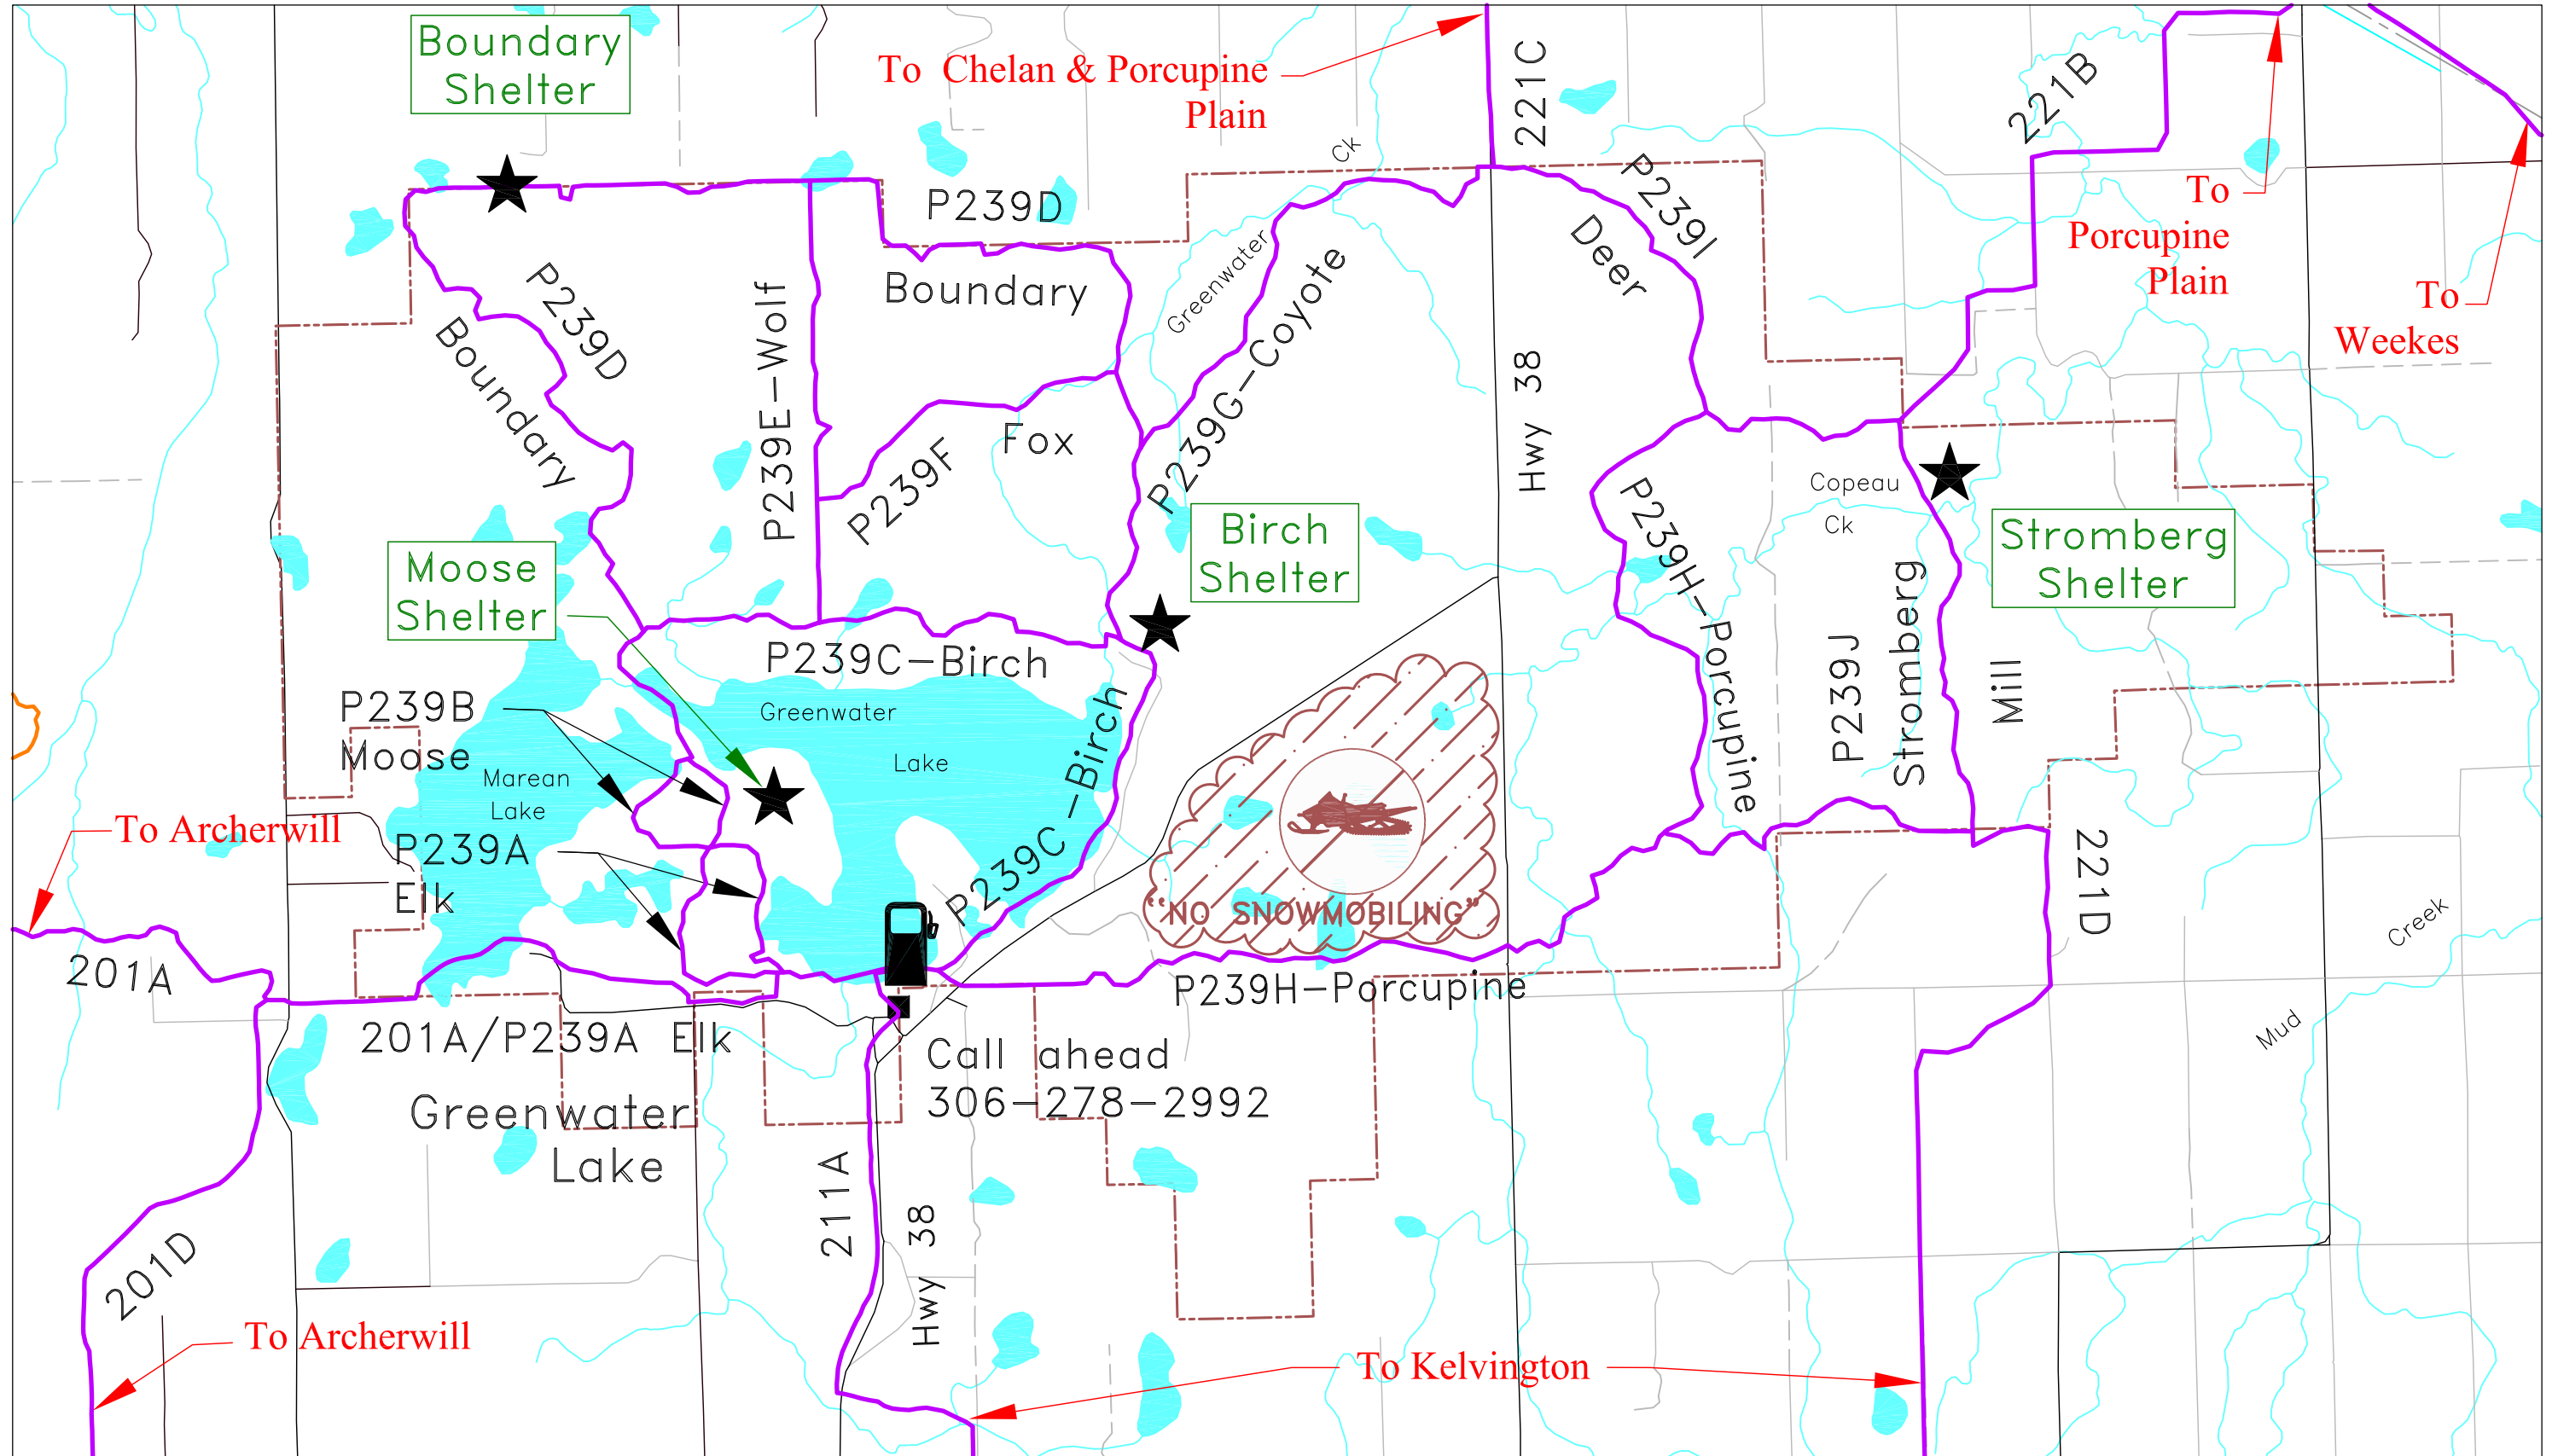 Boundary
Shelter
To Chelan & Porcupine
Plain
221C
221B
Ck
P239D
P239I
Deer
To
Porcupine
Plain
To
Weekes
Greenwater
Boundary
P239D
Boundary
P239E-Wolf
P239G-Coyote
Hwy 38
Fox
P239F
Copeau
Ck
Birch
Shelter
Stromberg
Shelter
Moose
Shelter
P239H-Porcupine
P239C-Birch
P239J
Stromberg
Mill
P239B
Moose
Greenwater
Lake
Marean
Lake
P239C-Birch
To Archerwill
P239A
Elk
221D
"NO SNOWMOBILING"
Creek
Mud
201A
P239H-Porcupine
201A/P239A Elk
Call ahead
306-278-2992
Greenwater
Lake
211A
Hwy 38
201D
To Archerwill
To Kelvington